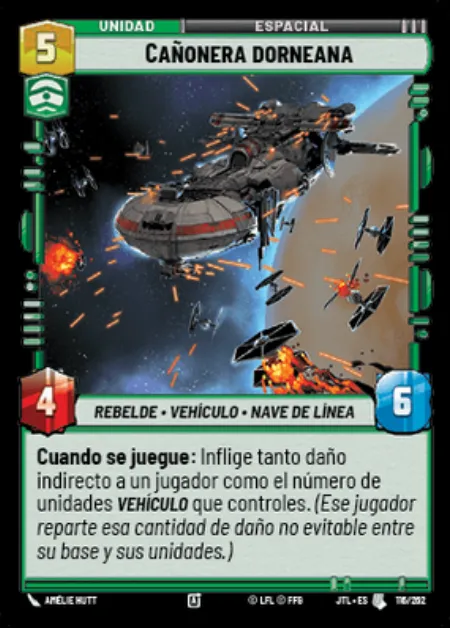 UNIDAD
ESPACIAL
5
CAÑONERA DORNEANA
4
REBELDE • VEHÍCULO • NAVE DE LÍNEA
6
Cuando se juegue: Inflige tanto daño
indirecto a un jugador como el número de
unidades VEHÍCULO que controles. (Ese jugador
reparte esa cantidad de daño no evitable entre
su base y sus unidades.)
AMÉLIE HUTT
© LFL © FFG
JTL • ES
116/262